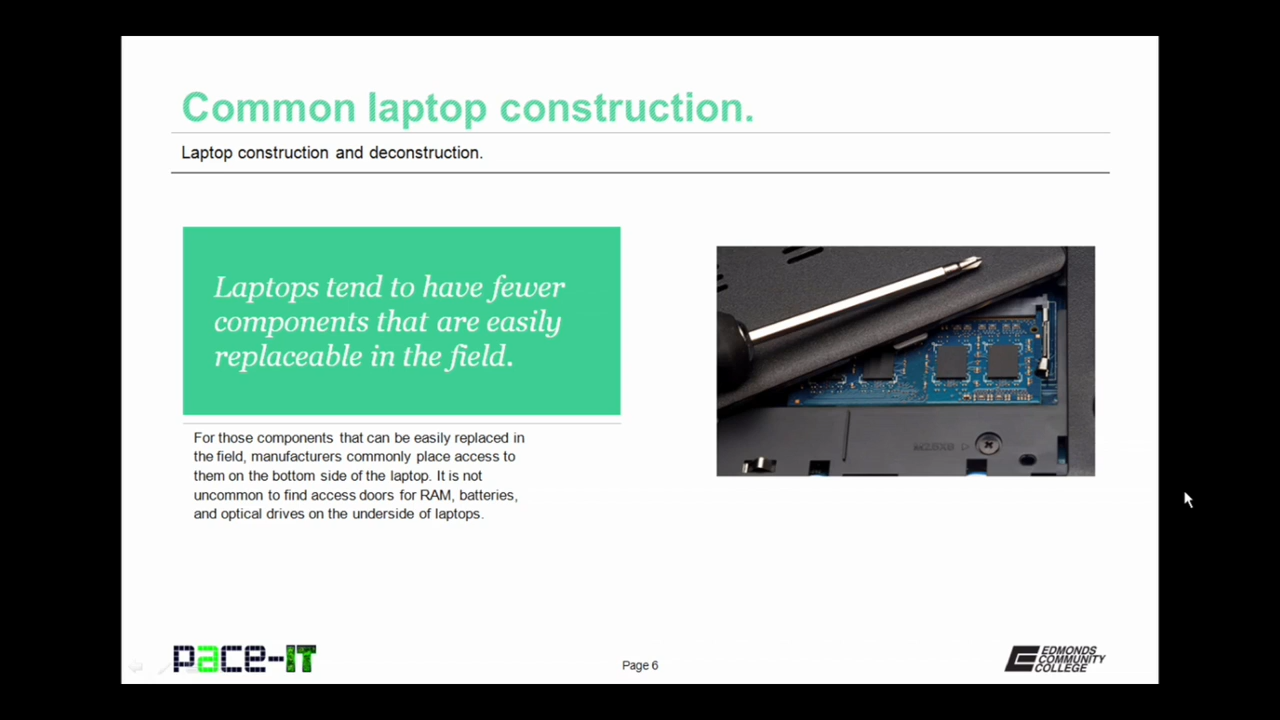 Common laptop construction.
Laptop construction and deconstruction.
Laptops tend to have fewer
components that are easily
replaceable in the field.
For those components that can be easily replaced in
the field, manufacturers commonly place access to
them on the bottom side of the laptop. It is not
uncommon to find access doors for RAM, batteries,
and optical drives on the underside of laptops.
pace-IT
Page 6
EDMONDS
COMMUNITY
COLLEGE